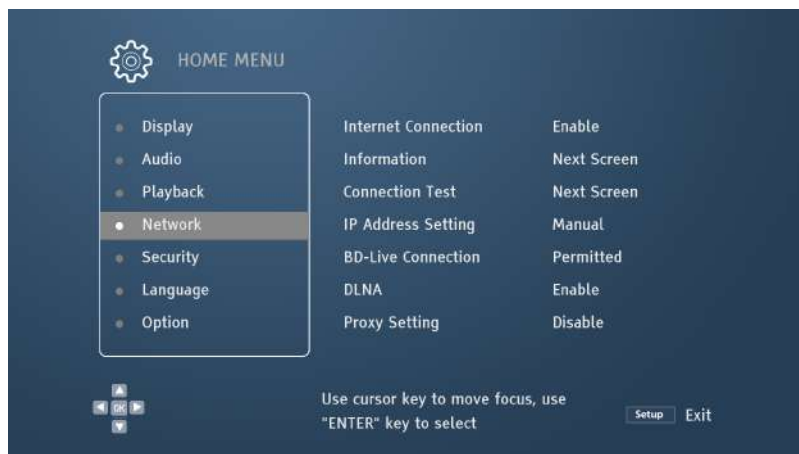 HOME MENU
Display
Audio
Playback
Network
Security
Language
Option
Internet Connection Enable
Information Next Screen
Connection Test Next Screen
IP Address Setting Manual
BD-Live Connection Permitted
DLNA Enable
Proxy Setting Disable
OK
Use cursor key to move focus, use
"ENTER" key to select
Setup Exit